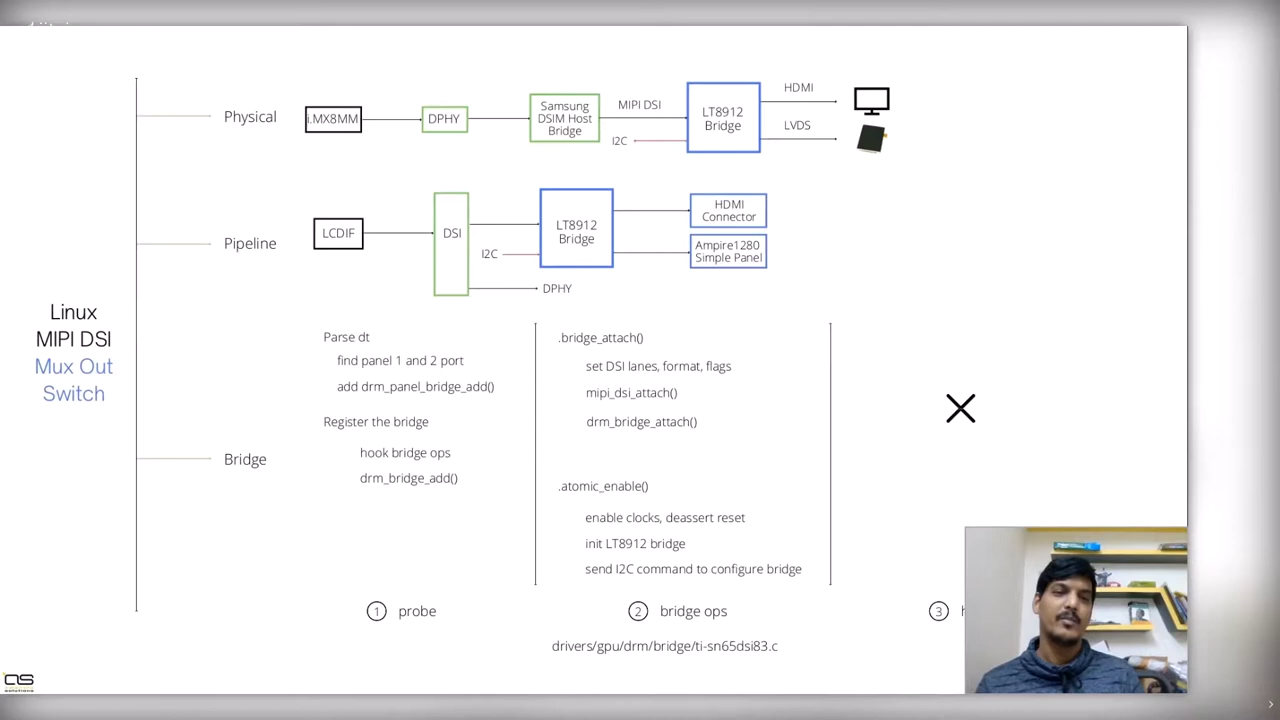 Physical
i.MX8MM
DPHY
Samsung
DSIM Host
Bridge
MIPI DSI
I2C
LT8912
Bridge
HDMI
LVDS
Pipeline
LCDIF
DSI
I2C
DPHY
LT8912
Bridge
HDMI
Connector
Ampire1280
Simple Panel
Linux
MIPI DSI
Mux Out
Switch
Bridge
Parse dt
find panel 1 and 2 port
add drm_panel_bridge_add()
Register the bridge
hook bridge ops
drm_bridge_add()
1 probe
.bridge_attach()
set DSI lanes, format, flags
mipi_dsi_attach()
drm_bridge_attach()
.atomic_enable()
enable clocks, deassert reset
init LT8912 bridge
send I2C command to configure bridge
2 bridge ops
3
drivers/gpu/drm/bridge/ti-sn65dsi83.c